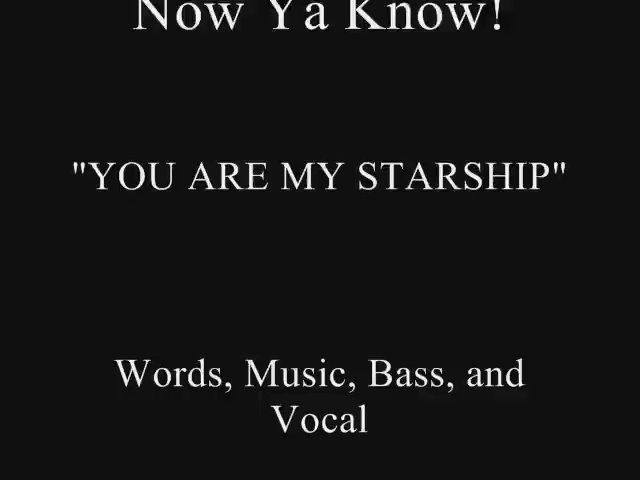 Now Ya Know!
"YOU ARE MY STARSHIP"
Words, Music, Bass, and
Vocal